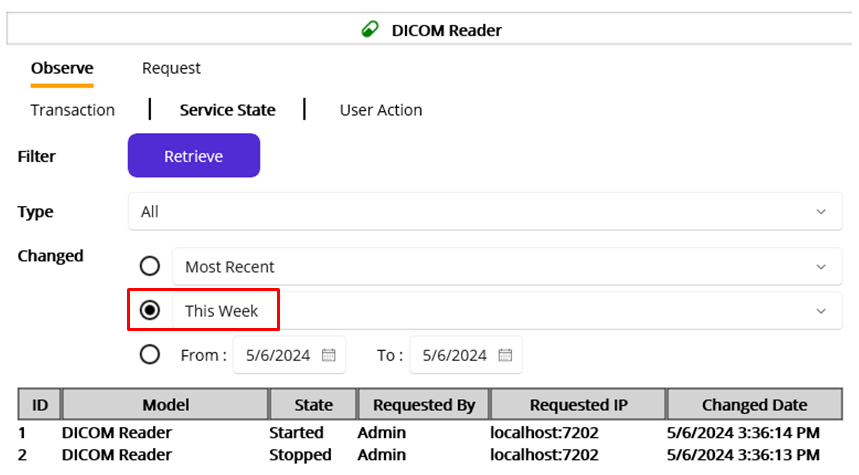 DICOM Reader
Observe Request
Transaction Service State User Action
Filter Retrieve
Type All
Changed Most Recent
This Week
From : 5/6/2024 To : 5/6/2024
ID Model State Requested By Requested IP Changed Date
1 DICOM Reader Started Admin localhost:7202 5/6/2024 3:36:14 PM
2 DICOM Reader Stopped Admin localhost:7202 5/6/2024 3:36:13 PM